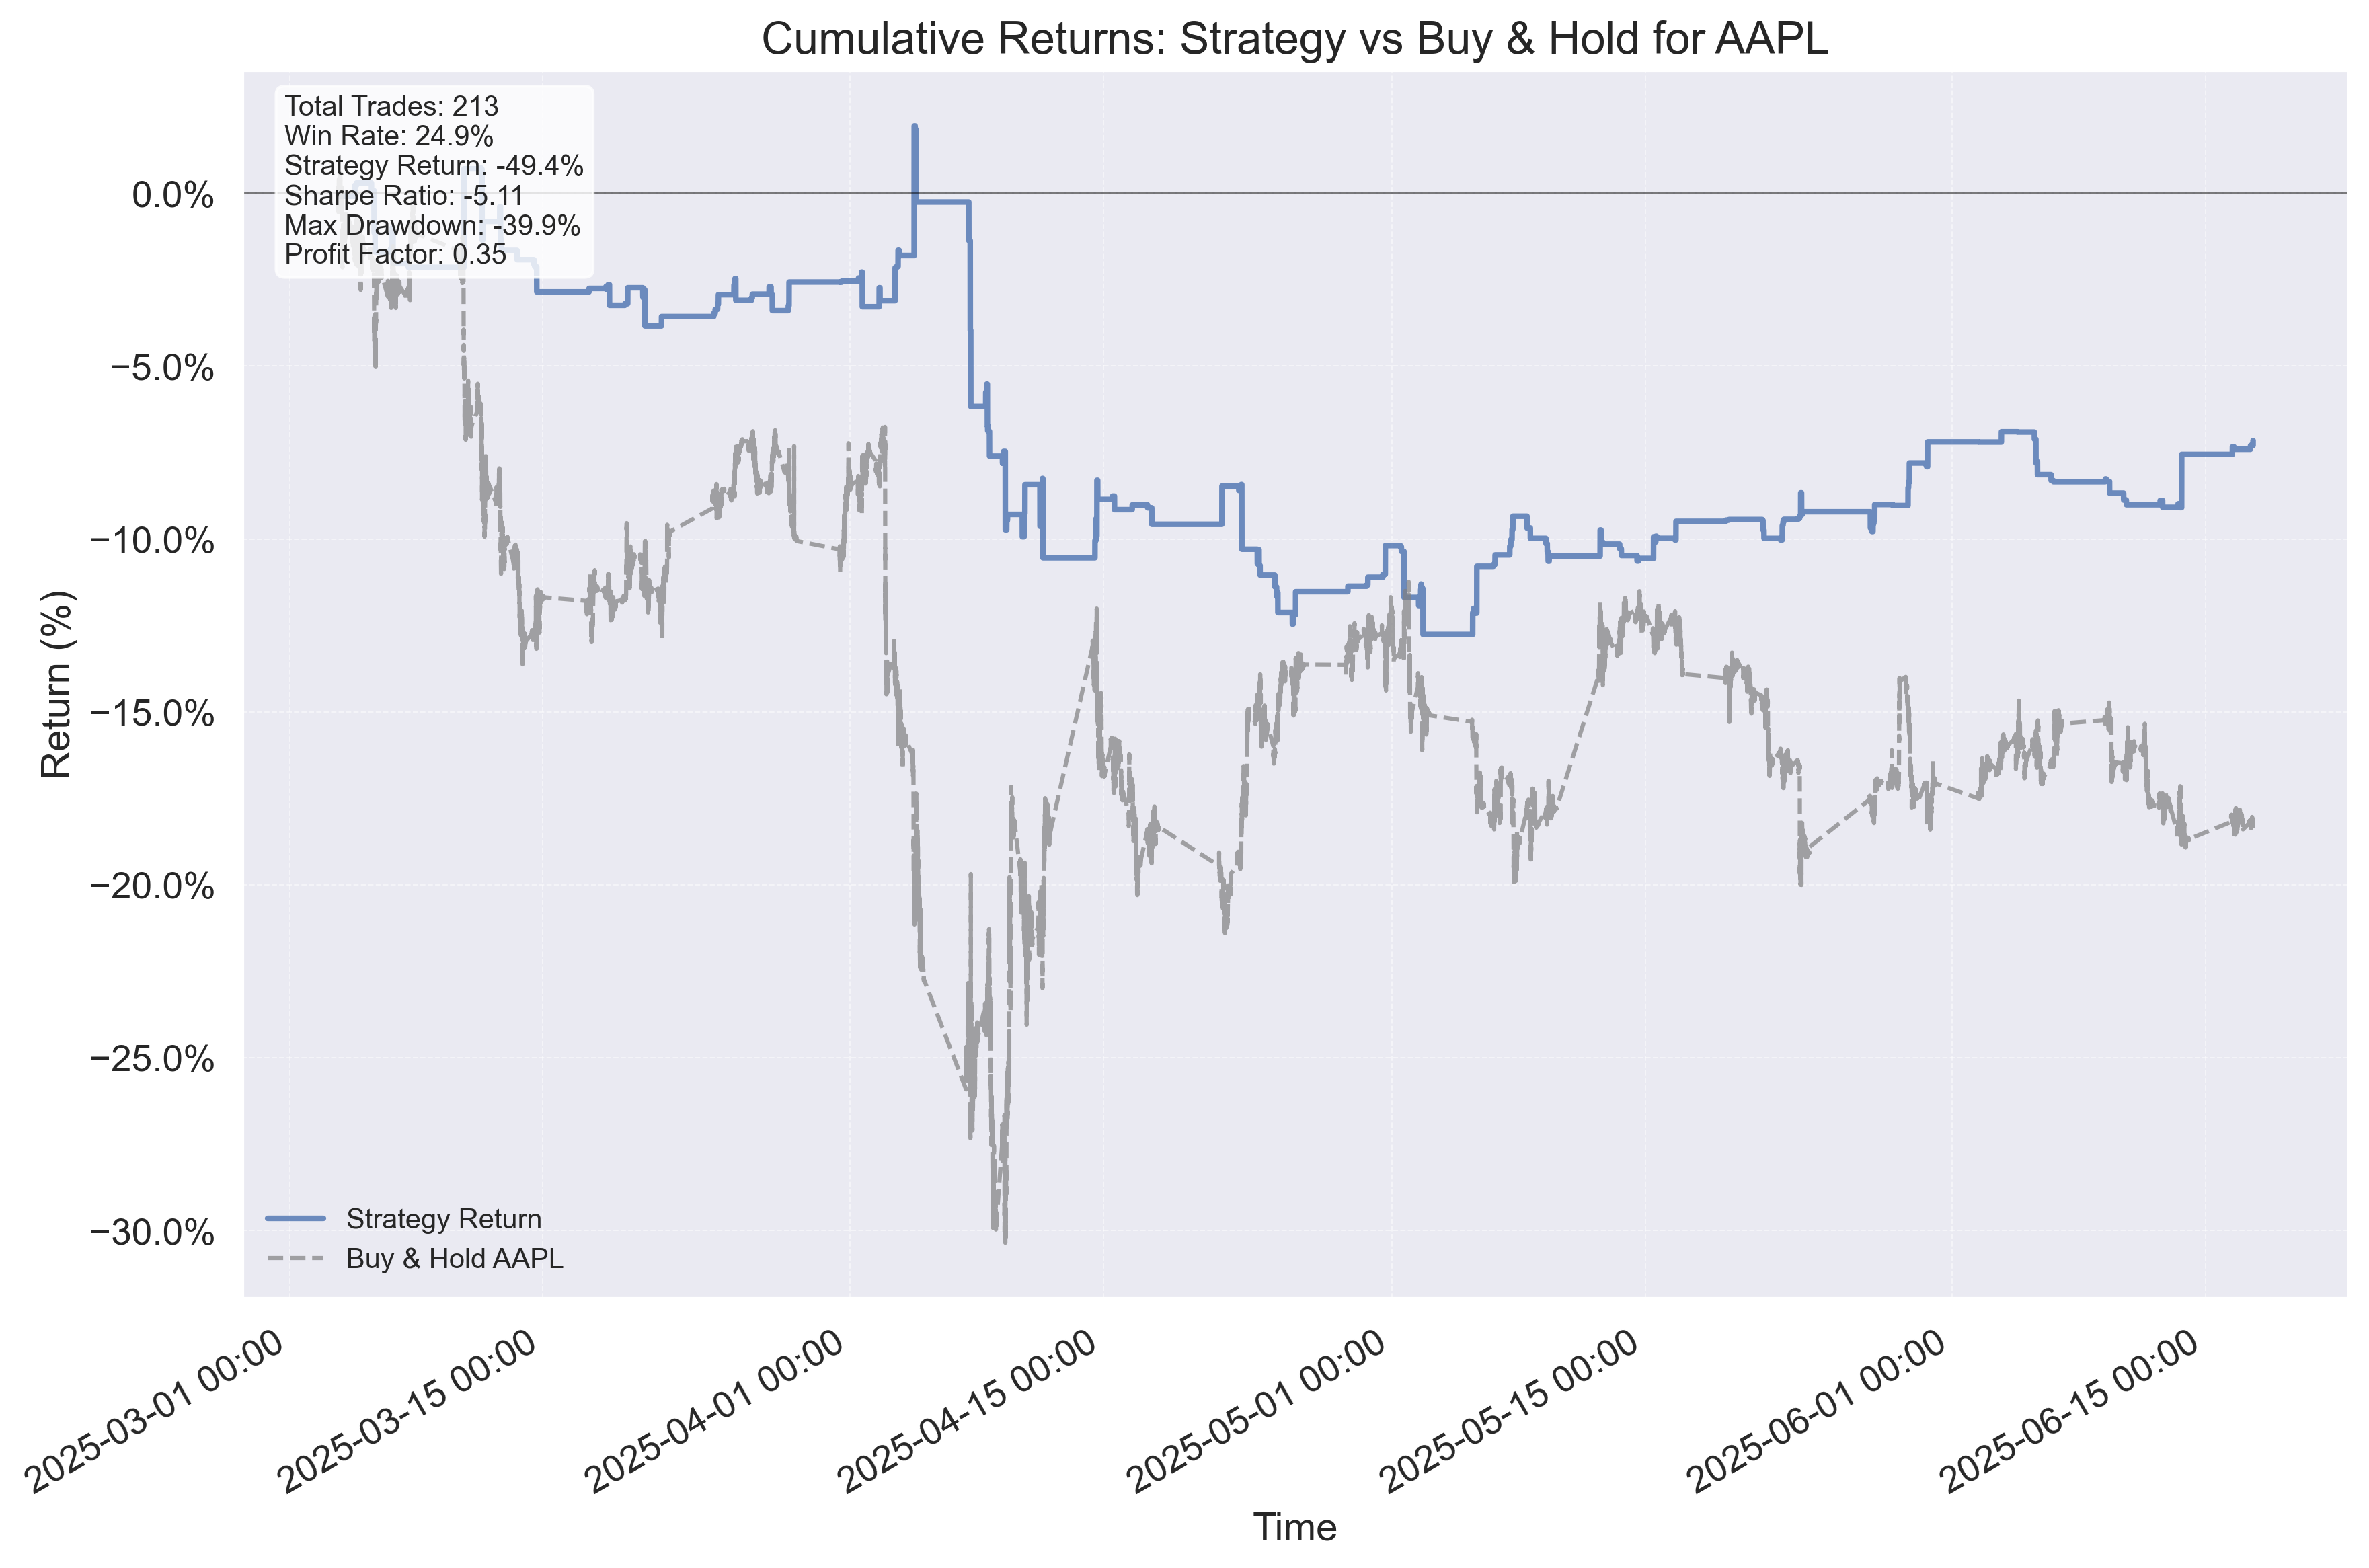 Cumulative Returns: Strategy vs Buy & Hold for AAPL
Total Trades: 213
Win Rate: 24.9%
Strategy Return: -49.4%
Sharpe Ratio: -5.11
Max Drawdown: -39.9%
Profit Factor: 0.35
0.0%
−5.0%
−10.0%
−15.0%
−20.0%
−25.0%
−30.0%
Return (%)
Strategy Return
Buy & Hold AAPL
2025-03-01 00:00
2025-03-15 00:00
2025-04-01 00:00
2025-04-15 00:00
2025-05-01 00:00
2025-05-15 00:00
2025-06-01 00:00
2025-06-15 00:00
Time